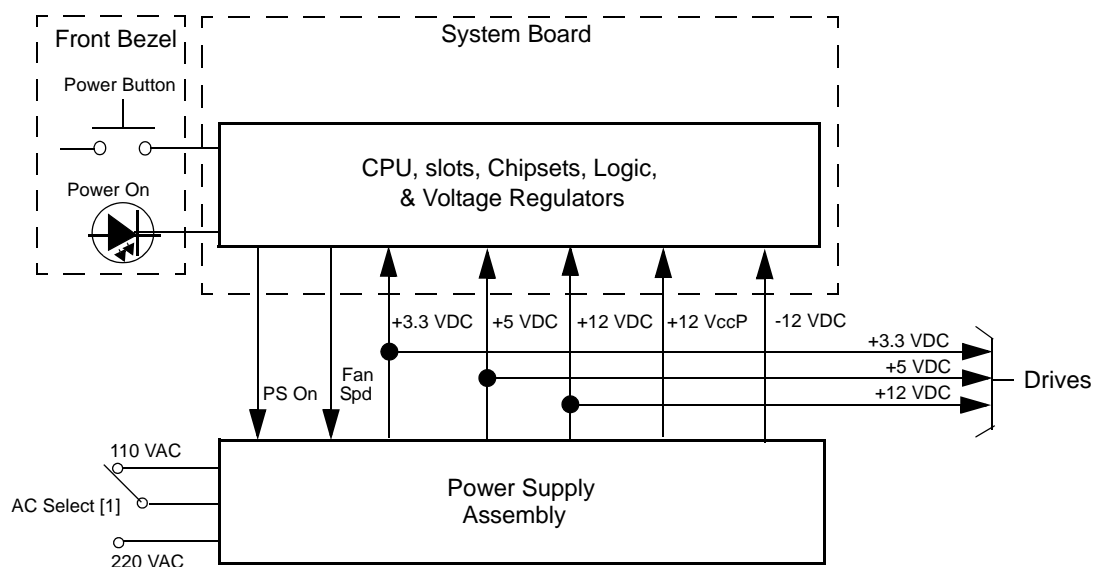 Front Bezel
System Board
Power Button
CPU, slots, Chipsets, Logic,
& Voltage Regulators
Power On
+3.3 VDC
+5 VDC
+12 VDC
+12 VccP
-12 VDC
+3.3 VDC
+5 VDC
+12 VDC
Drives
PS On
Fan
Spd
110 VAC
AC Select [1]
220 VAC
Power Supply
Assembly